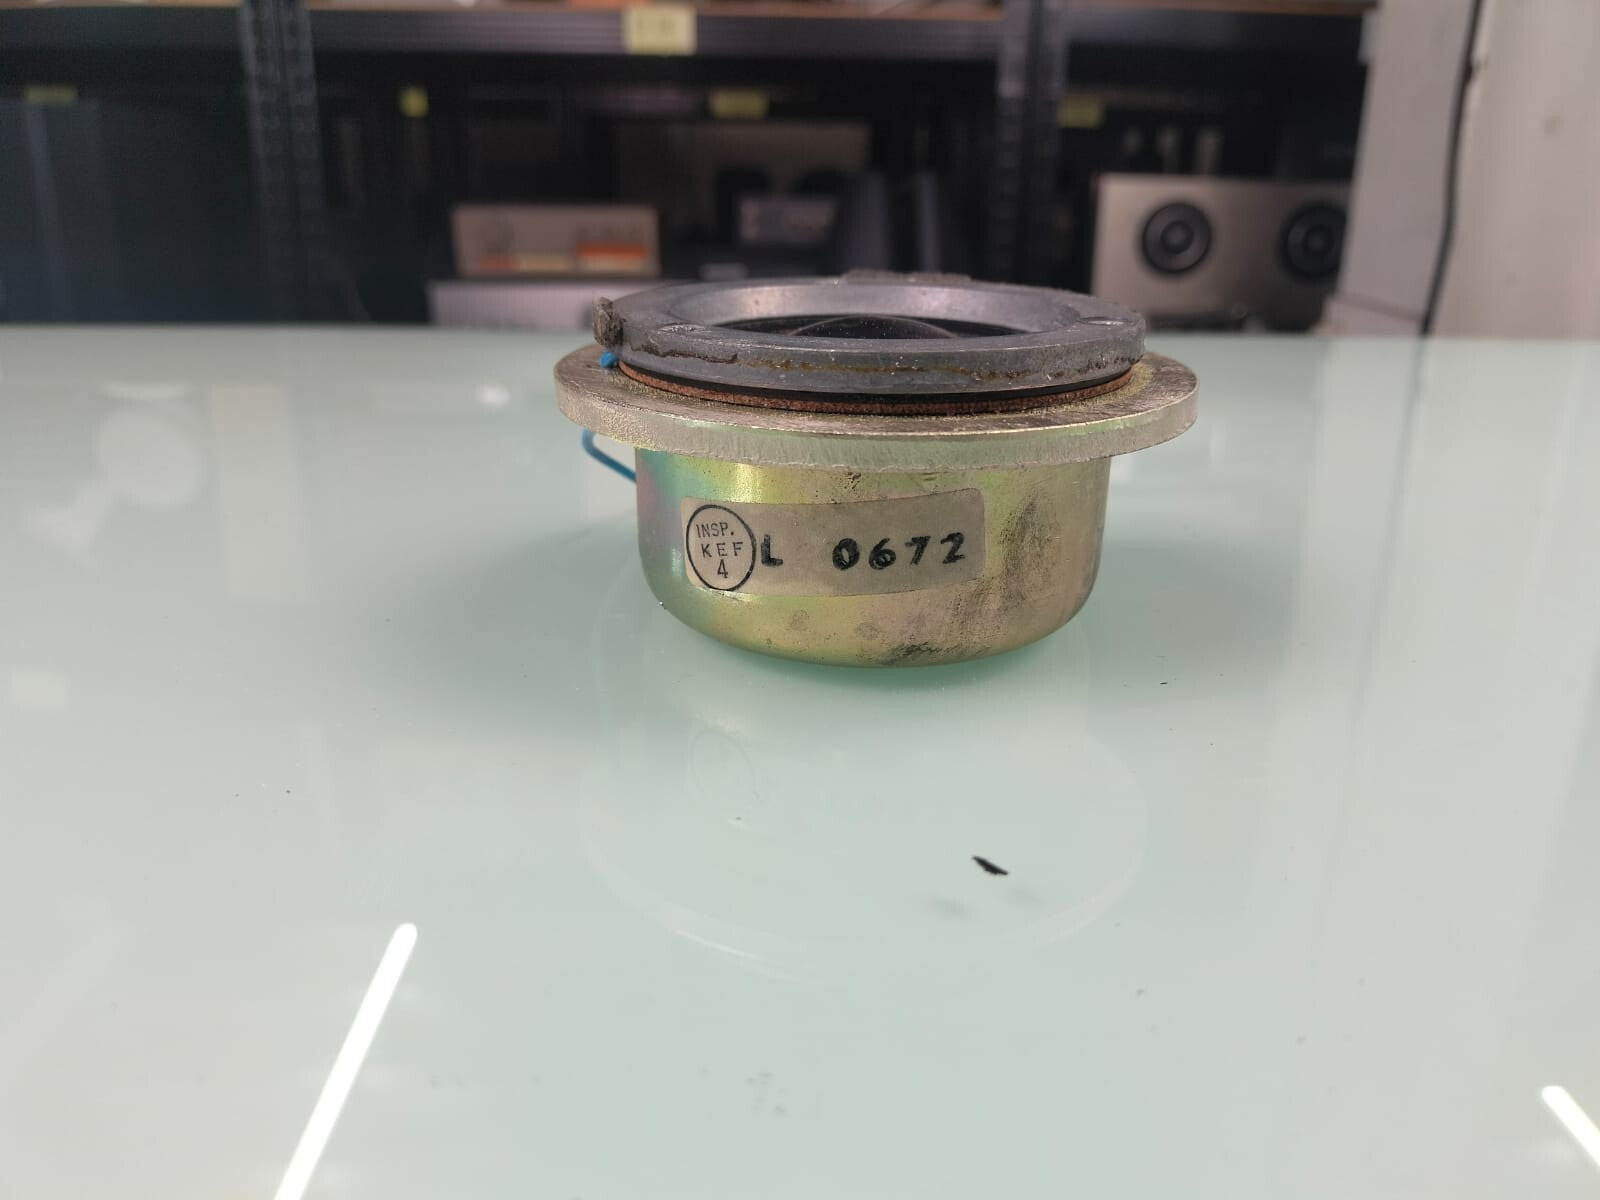 INSP.
KEF
4
L 0672